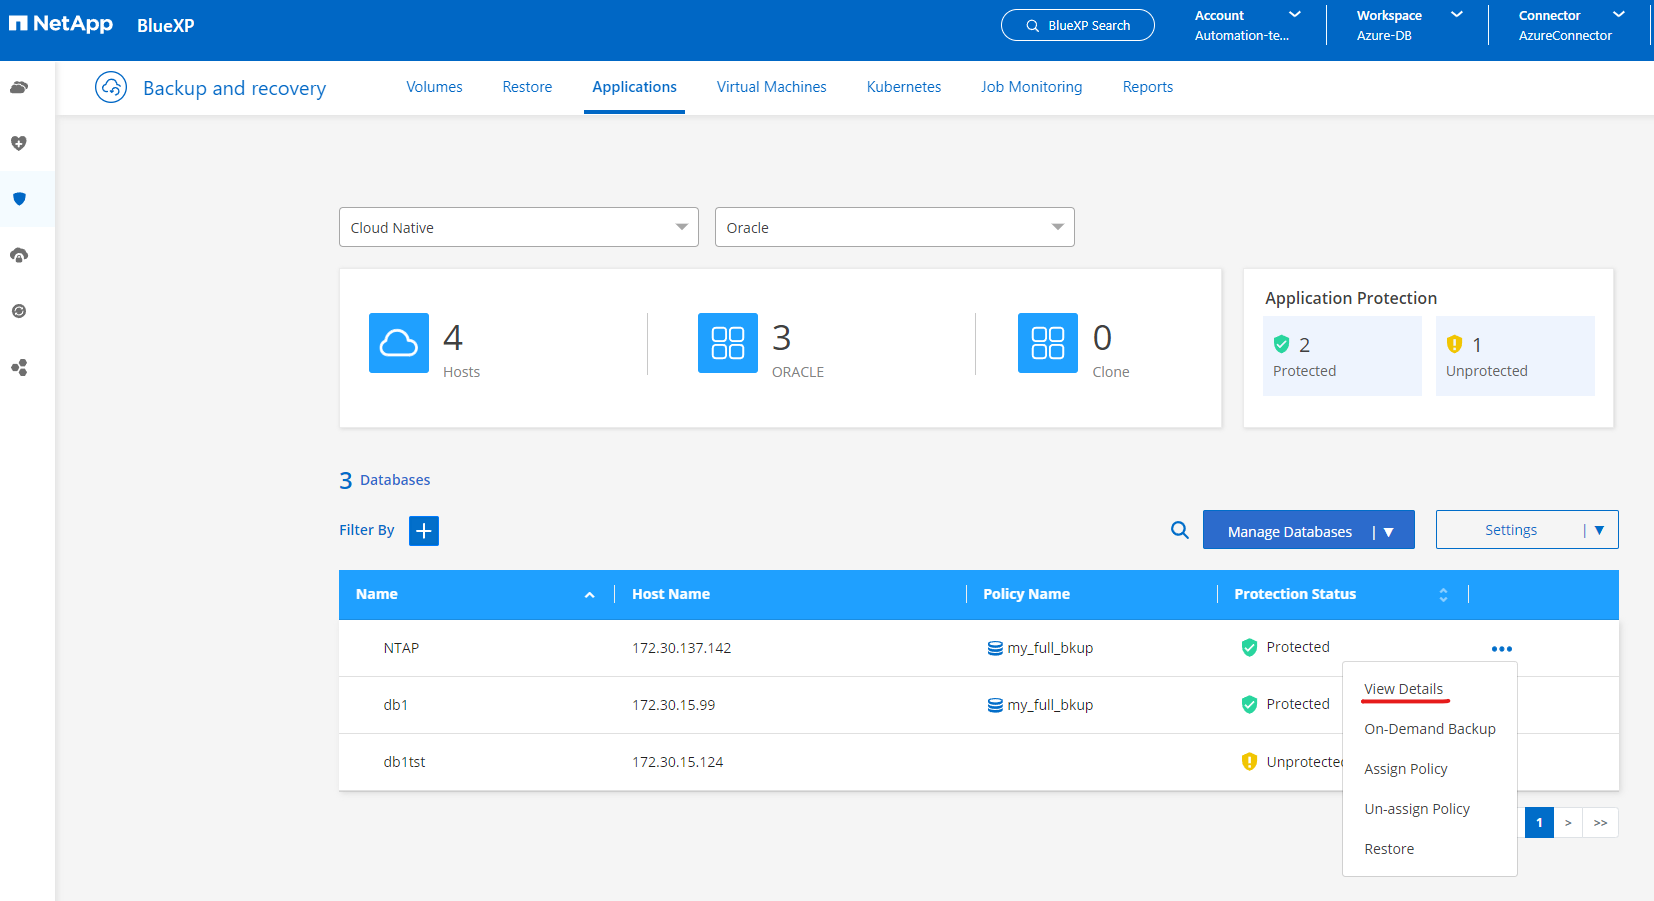 NetApp BlueXP
BlueXP Search
Account
Automation-te...
Workspace
Azure-DB
Connector
AzureConnector
Backup and recovery
Volumes Restore Applications Virtual Machines Kubernetes Job Monitoring Reports
Cloud Native
Oracle
4
Hosts
3
ORACLE
0
Clone
Application Protection
2
Protected
1
Unprotected
3 Databases
Filter By
Manage Databases
Settings
Name Host Name Policy Name Protection Status
NTAP 172.30.137.142 my_full_bkup Protected
db1 172.30.15.99 my_full_bkup Protected
db1tst 172.30.15.124 Unprotected
View Details
On-Demand Backup
Assign Policy
Un-assign Policy
Restore
1 > >>